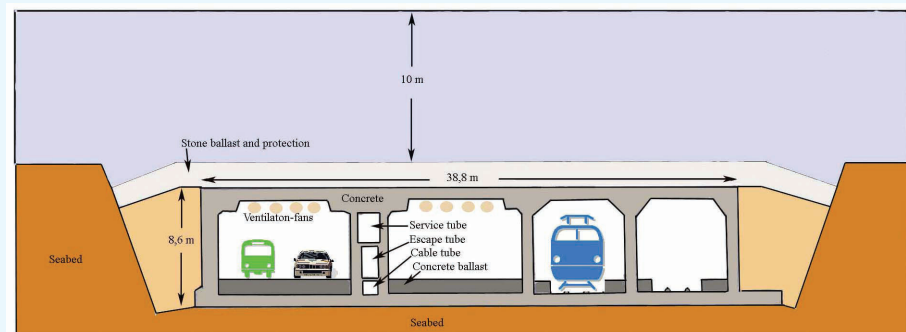 10 m
Stone ballast and protection
38,8 m
Concrete
Ventilaton-fans
Service tube
Escape tube
Cable tube
Concrete ballast
8,6 m
Seabed
Seabed
Seabed